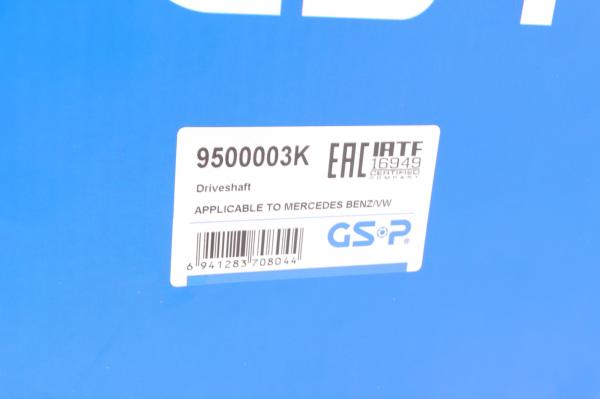 9500003K
EAC
IATF
16949
CERTIFIED
COMPANY
Driveshaft
APPLICABLE TO MERCEDES BENZ/VW
GSP
6 941283 708044